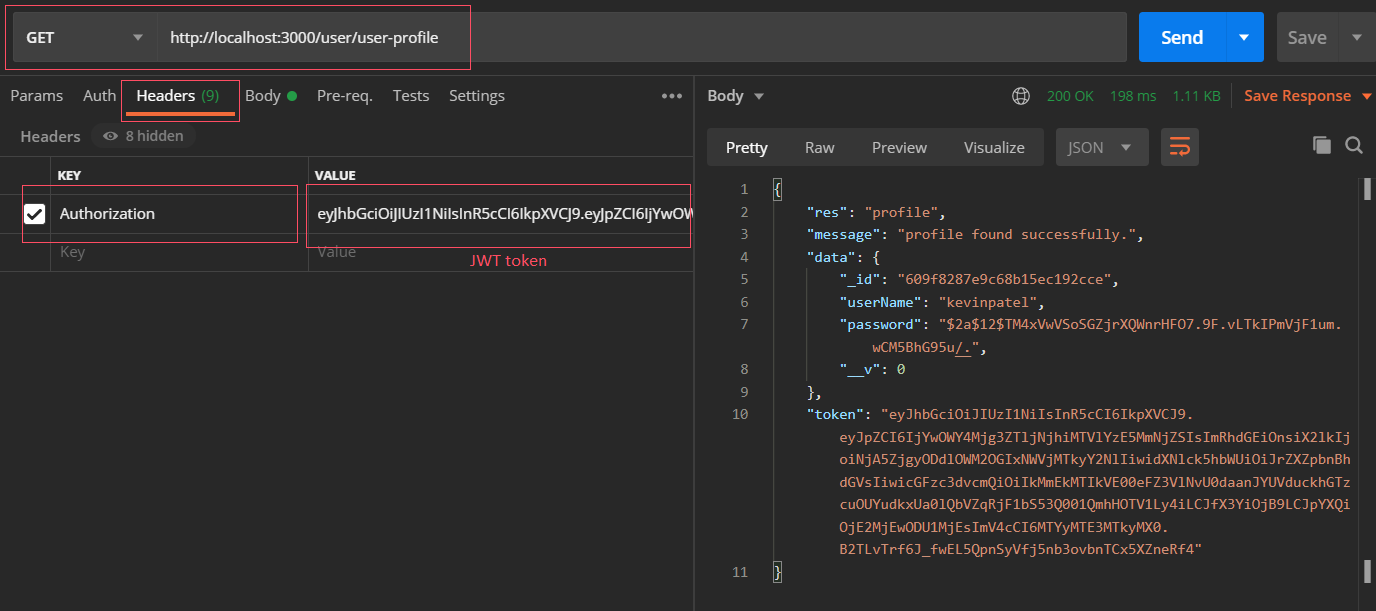 GET http://localhost:3000/user/user-profile Send Save
Params Auth Headers (9) Body Pre-req. Tests Settings
Headers 8 hidden
KEY VALUE
Authorization eyJhbGciOiJIUzI1NiIsInR5cCI6IkpXVCJ9.eyJpZCI6IjYwOW
Key Value
JWT token
Body 200 OK 198 ms 1.11 KB Save Response
Pretty Raw Preview Visualize JSON
1 {
2 "res": "profile",
3 "message": "profile found successfully.",
4 "data": {
5 "_id": "609f8287e9c68b15ec192cce",
6 "userName": "kevinpatel",
7 "password": "$2a$12$TM4xVwVSoSGZjrXQWnrHFO7.9F.vLTkIPmVjF1um.
wCM5BhG95u/.",
8 "__v": 0
9 },
10 "token": "eyJhbGciOiJIUzI1NiIsInR5cCI6IkpXVCJ9.
eyJpZCI6IjYwOWY4Mjg3ZTljNjhiMTVlYzE5MmNjZSIsImRhdGEiOnsiX2lkIj
oiNjA5ZjgyODdlOWM2OGIxNWVjMTkyY2NlIiwidXNlck5hbWUiOiJrZXZpbnBh
dGVsIiwicGFzc3dvcmQiOiIkMmEkMTIkVE00eFZ3VlNvU0daanJYUVduckhGTz
cuOUYudkxUa0lQbVZqRjF1bS53Q001QmhHOTV1Ly4iLCJfX3YiOjB9LCJpYXQi
OjE2MjEwODU1MjEsImV4cCI6MTYyMTE3MTkyMX0.
B2TLvTrf6J_fwEL5QpnSyVfj5nb3ovbnTCx5XZneRf4"
11 }